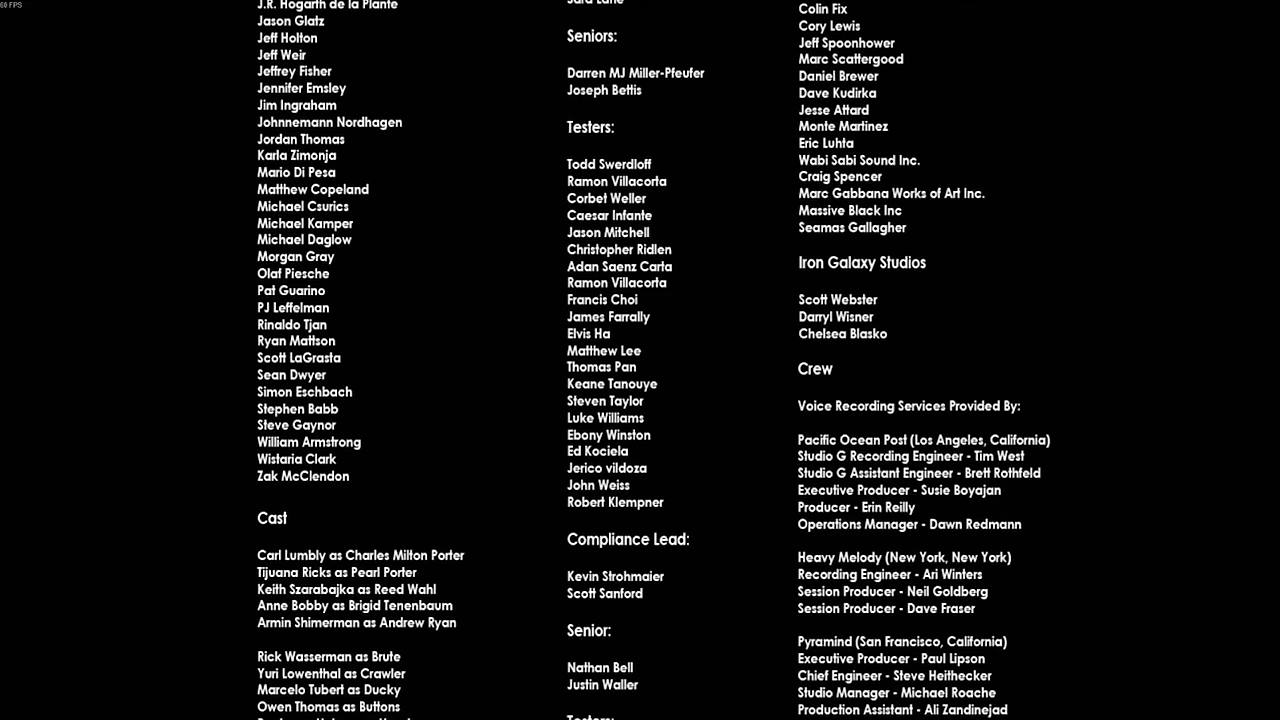 60 FPS
J.R. Hogarth de la Plante
Jason Glatz
Jeff Holton
Jeff Weir
Jeffrey Fisher
Jennifer Emsley
Jim Ingraham
Johnnemann Nordhagen
Jordan Thomas
Karla Zimonja
Mario Di Pesa
Matthew Copeland
Michael Csurics
Michael Kamper
Michael Daglow
Morgan Gray
Olaf Piesche
Pat Guarino
PJ Leffelman
Rinaldo Tjan
Ryan Mattson
Scott LaGrasta
Sean Dwyer
Simon Eschbach
Stephen Babb
Steve Gaynor
William Armstrong
Wistaria Clark
Zak McClendon
Cast
Carl Lumbly as Charles Milton Porter
Tijuana Ricks as Pearl Porter
Keith Szarabajka as Reed Wahl
Anne Bobby as Brigid Tenenbaum
Armin Shimerman as Andrew Ryan
Rick Wasserman as Brute
Yuri Lowenthal as Crawler
Marcelo Tubert as Ducky
Owen Thomas as Buttons
Sara Lane
Seniors:
Darren MJ Miller-Pfeufer
Joseph Bettis
Testers:
Todd Swerdloff
Ramon Villacorta
Corbet Weller
Caesar Infante
Jason Mitchell
Christopher Ridlen
Adan Saenz Carta
Ramon Villacorta
Francis Choi
James Farrally
Elvis Ha
Matthew Lee
Thomas Pan
Keane Tanouye
Steven Taylor
Luke Williams
Ebony Winston
Ed Kociela
Jerico vildoza
John Weiss
Robert Klempner
Compliance Lead:
Kevin Strohmaier
Scott Sanford
Senior:
Nathan Bell
Justin Waller
Testers:
Colin Fix
Cory Lewis
Jeff Spoonhower
Marc Scattergood
Daniel Brewer
Dave Kudirka
Jesse Attard
Monte Martinez
Eric Luhta
Wabi Sabi Sound Inc.
Craig Spencer
Marc Gabbana Works of Art Inc.
Massive Black Inc
Seamas Gallagher
Iron Galaxy Studios
Scott Webster
Darryl Wisner
Chelsea Blasko
Crew
Voice Recording Services Provided By:
Pacific Ocean Post (Los Angeles, California)
Studio G Recording Engineer - Tim West
Studio G Assistant Engineer - Brett Rothfeld
Executive Producer - Susie Boyajan
Producer - Erin Reilly
Operations Manager - Dawn Redmann
Heavy Melody (New York, New York)
Recording Engineer - Ari Winters
Session Producer - Neil Goldberg
Session Producer - Dave Fraser
Pyramind (San Francisco, California)
Executive Producer - Paul Lipson
Chief Engineer - Steve Heithecker
Studio Manager - Michael Roache
Production Assistant - Ali Zandinejad